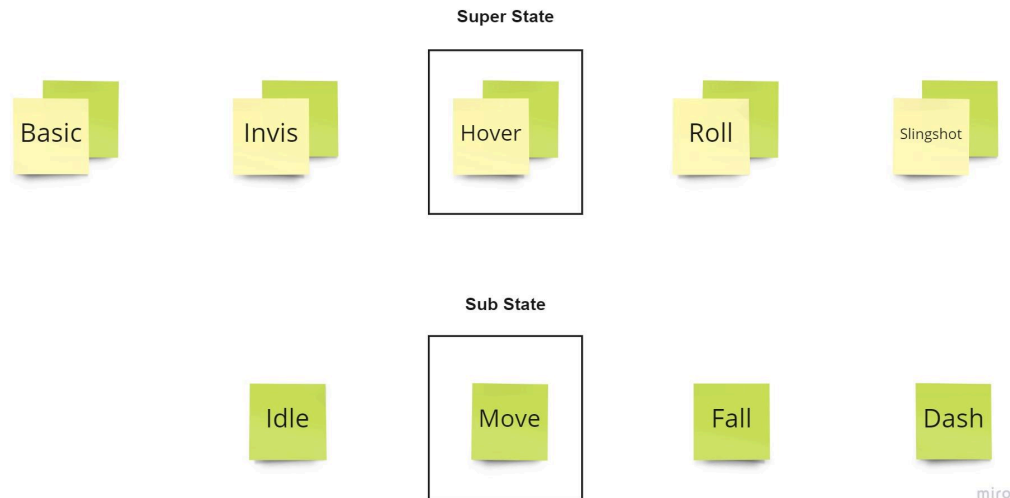 Super State
Basic
Invis
Hover
Roll
Slingshot
Sub State
Idle
Move
Fall
Dash
miro